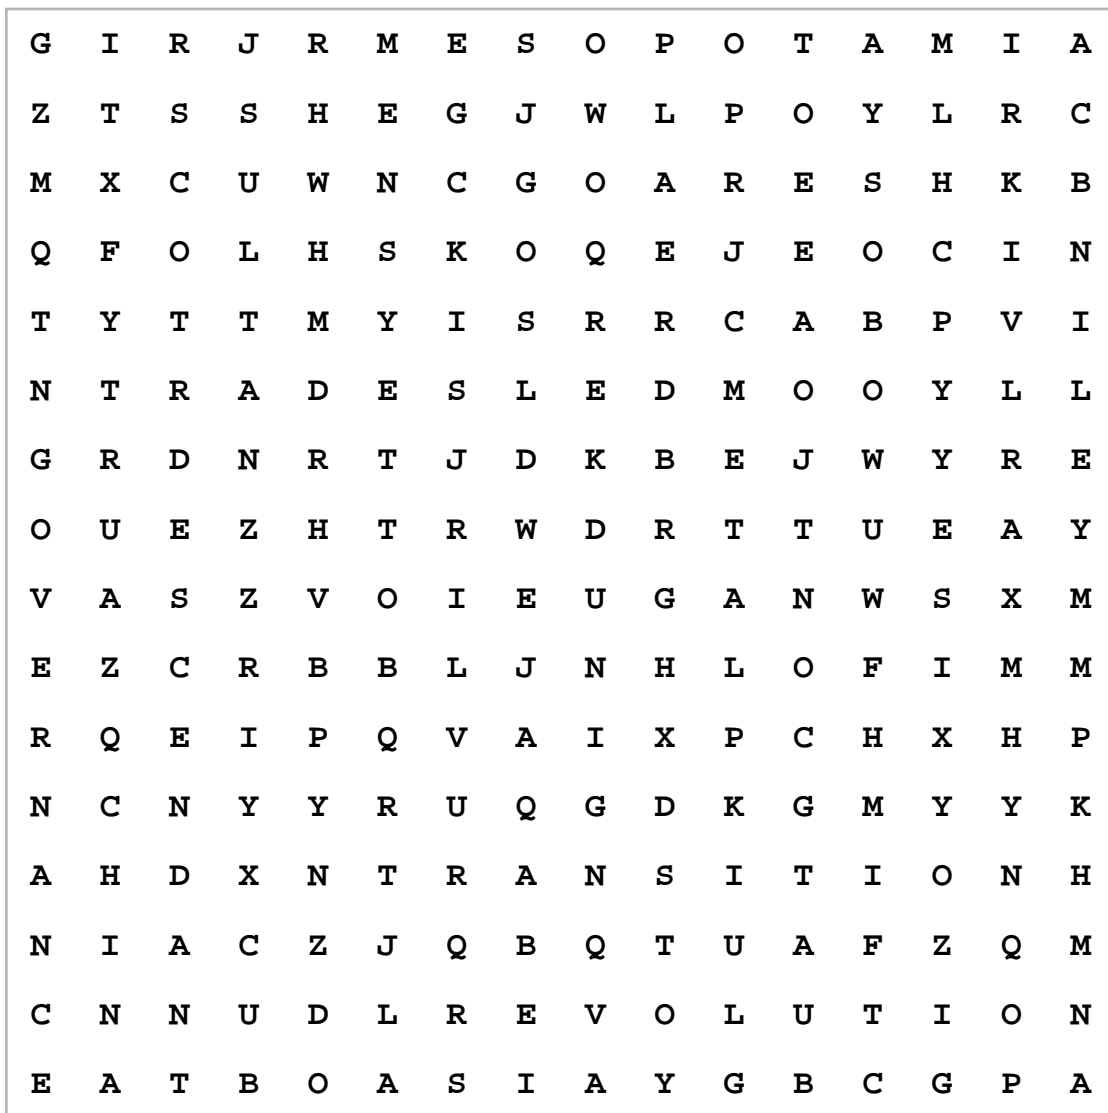 G I R J R M E S O P O T A M I A
Z T S S H E G J W L P O Y L R C
M X C U W N C G O A R E S H K B
Q F O L H S K O Q E J E O C I N
T Y T T M Y I S R R C A B P V I
N T R A D E S L E D M O O Y L L
G R D N R T J D K B E J W Y R E
O U E Z H T R W D R T T U E A Y
V A S Z V O I E U G A N W S X M
E Z C R B B L J N H L O F I M M
R Q E I P Q V A I X P C H X H P
N C N Y Y R U Q G D K G M Y Y K
A H D X N T R A N S I T I O N H
N I A C Z J Q B Q T U A F Z Q M
C N N U D L R E V O L U T I O N
E A T B O A S I A Y G B C G P A